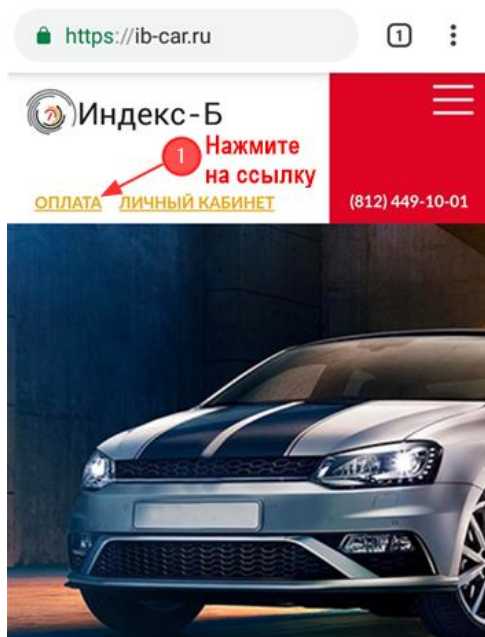 https://ib-car.ru
1
Индекс-Б
1
Нажмите
на ссылку
ОПЛАТА ЛИЧНЫЙ КАБИНЕТ
(812) 449-10-01